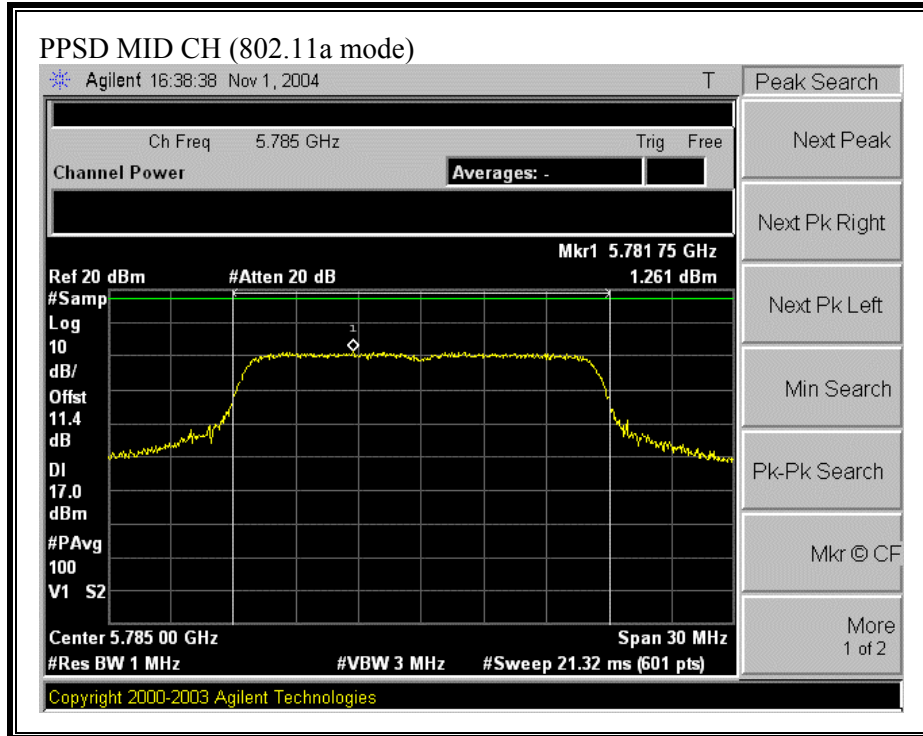 PPSD MID CH (802.11a mode)
Agilent 16:38:38 Nov 1, 2004 T
Peak Search
Ch Freq 5.785 GHz Trig Free
Channel Power Averages: -
Next Peak
Next Pk Right
Mkr1 5.781 75 GHz
Ref 20 dBm #Atten 20 dB 1.261 dBm
#Samp
Log
10
dB/
Offst
11.4
dB
DI
17.0
dBm
#PAvg
100
V1 S2
1
Next Pk Left
Min Search
Pk-Pk Search
Mkr © CF
More
1 of 2
Center 5.785 00 GHz Span 30 MHz
#Res BW 1 MHz #VBW 3 MHz #Sweep 21.32 ms (601 pts)
Copyright 2000-2003 Agilent Technologies